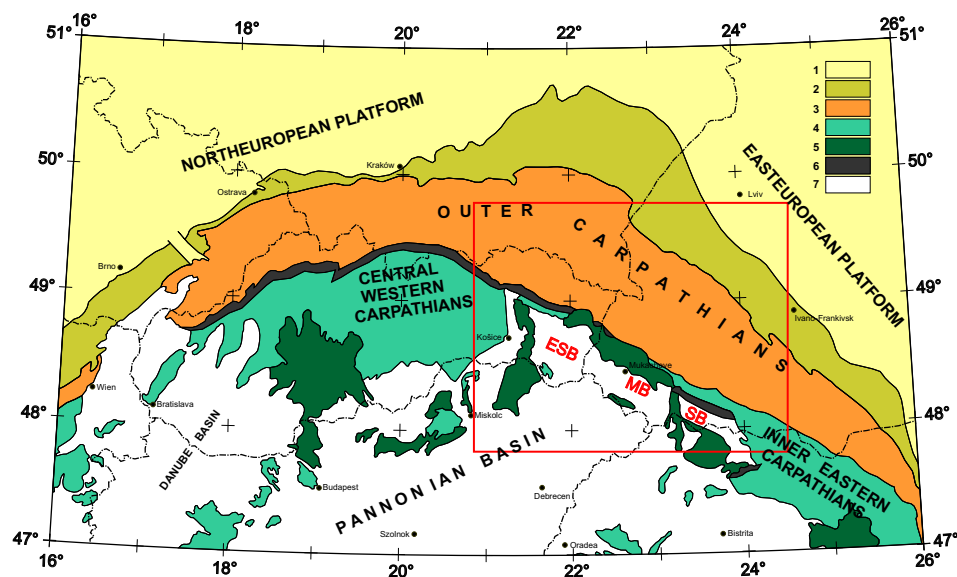 16° 18° 20° 22° 24° 26°
51° 51°
1
2
3
4
5
6
7
NORTHEUROPEAN PLATFORM
EASTEUROPEAN PLATFORM
50° 50°
Kraków
Ostrava
Lviv
OUTER CARPATHIANS
Brno
49° 49°
CENTRAL
WESTERN
CARPATHIANS
Ivano-Frankivsk
Košice
ESB
Mukacheve
MB
SB
Wien
Bratislava
48° 48°
Miskolc
DANUBE BASIN
PANNONIAN BASIN
INNER EASTERN
CARPATHIANS
Budapest
Debrecen
Szolnok
Oradea
Bistrita
47° 47°
16° 18° 20° 22° 24° 26°